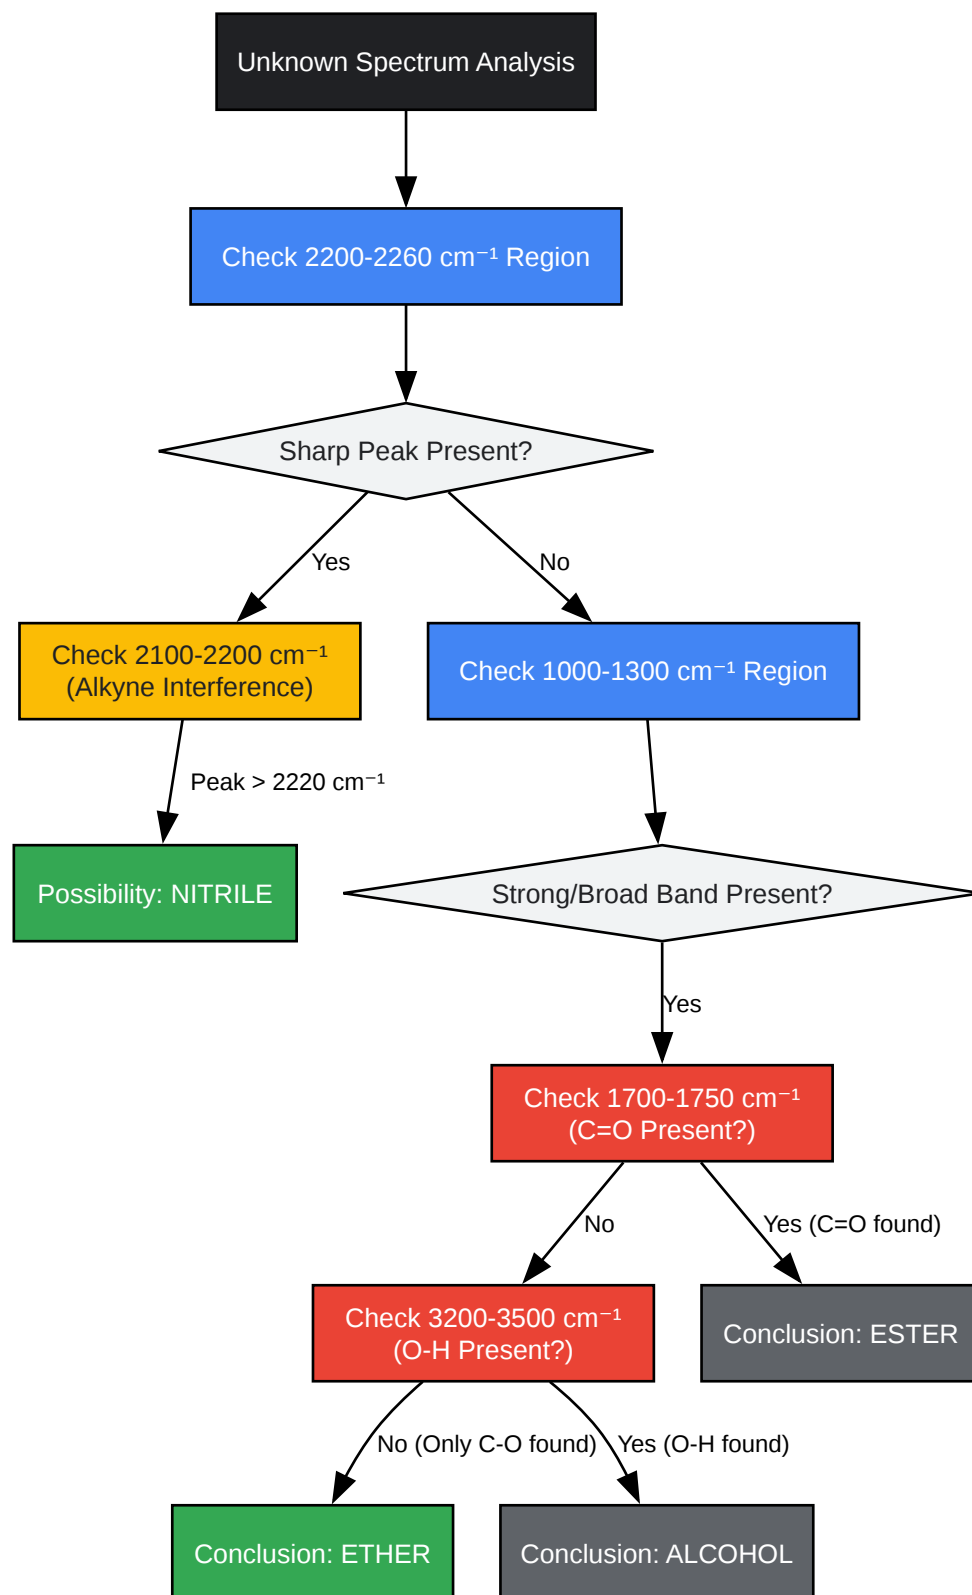 Unknown Spectrum Analysis
Check 2200-2260 cm⁻¹ Region
Sharp Peak Present?
Yes
No
Check 2100-2200 cm⁻¹
(Alkyne Interference)
Check 1000-1300 cm⁻¹ Region
Peak > 2220 cm⁻¹
Possibility: NITRILE
Strong/Broad Band Present?
Yes
Check 1700-1750 cm⁻¹
(C=O Present?)
No
Yes (C=O found)
Check 3200-3500 cm⁻¹
(O-H Present?)
Conclusion: ESTER
No (Only C-O found)
Yes (O-H found)
Conclusion: ETHER
Conclusion: ALCOHOL